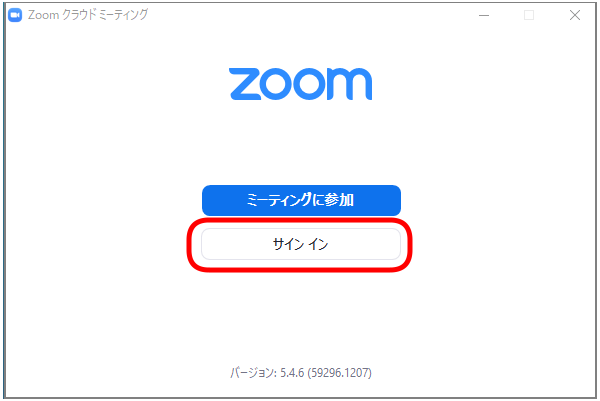 Zoom クラウド ミーティング
zoom
ミーティングに参加
サイン イン
バージョン: 5.4.6 (59296.1207)